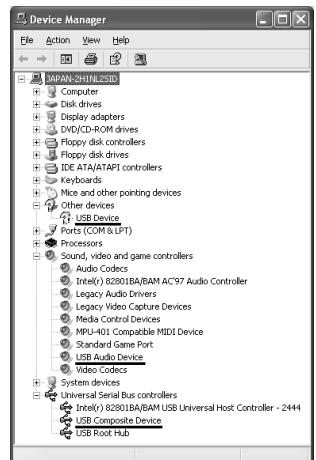 Device Manager
File Action View Help
JAPAN-2H1NL2SID
Computer
Disk drives
Display adapters
DVD/CD-ROM drives
Floppy disk controllers
Floppy disk drives
IDE ATA/ATAPI controllers
Keyboards
Mice and other pointing devices
Other devices
USB Device
Ports (COM & LPT)
Processors
Sound, video and game controllers
Audio Codecs
Intel(r) 82801BA/BAM AC'97 Audio Controller
Legacy Audio Drivers
Legacy Video Capture Devices
Media Control Devices
MPU-401 Compatible MIDI Device
Standard Game Port
USB Audio Device
Video Codecs
System devices
Universal Serial Bus controllers
Intel(r) 82801BA/BAM USB Universal Host Controller - 2444
USB Composite Device
USB Root Hub